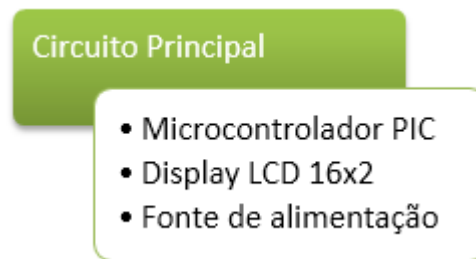 Circuito Principal
• Microcontrolador PIC
• Display LCD 16x2
• Fonte de alimentação